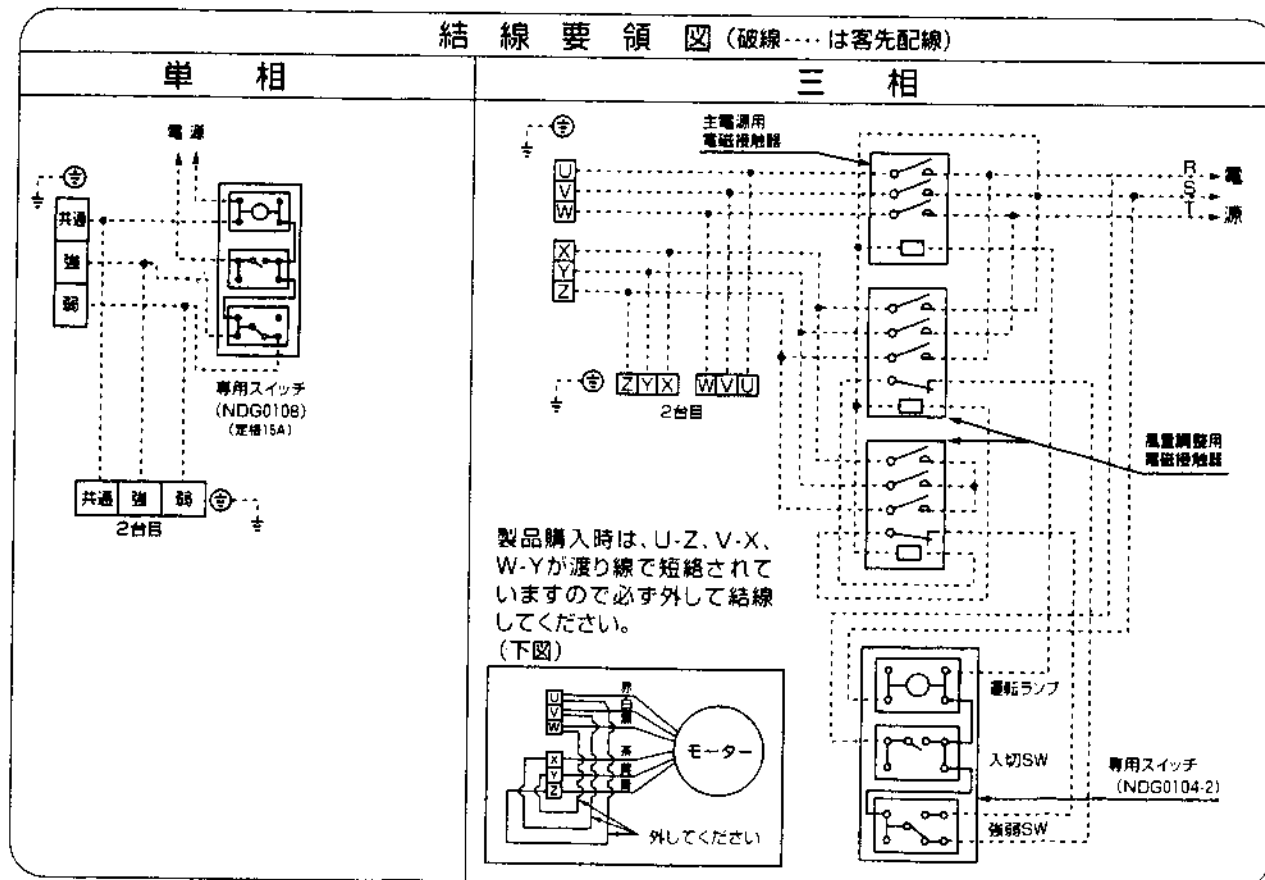 結線要領図(破線‥‥は客先配線)
単相
電源
共通
強
弱
専用スイッチ
(NDG0108)
(定格15A)
共通 強 弱
2台目
三相
主電源用
電磁接触器
U
V
W
X
Y
Z
R
S
T
電
源
Z Y X W V U
2台目
風量調整用
電磁接触器
製品購入時は、U-Z、V-X、
W-Yが渡り線で短絡されて
いますので必ず外して結線
してください。
(下図)
U
V
W
X
Y
Z
赤
白
茶
モーター
外してください
運転ランプ
入切SW
強弱SW
専用スイッチ
(NDG0104-2)